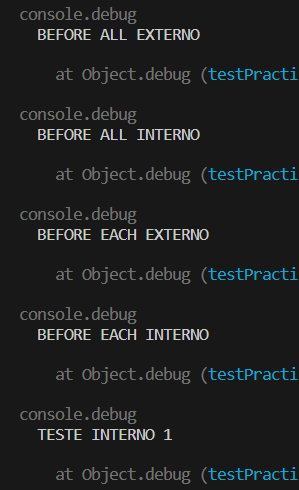 console.debug
BEFORE ALL EXTERNO
at Object.debug (testPracti
console.debug
BEFORE ALL INTERNO
at Object.debug (testPracti
console.debug
BEFORE EACH EXTERNO
at Object.debug (testPracti
console.debug
BEFORE EACH INTERNO
at Object.debug (testPracti
console.debug
TESTE INTERNO 1
at Object.debug (testPracti